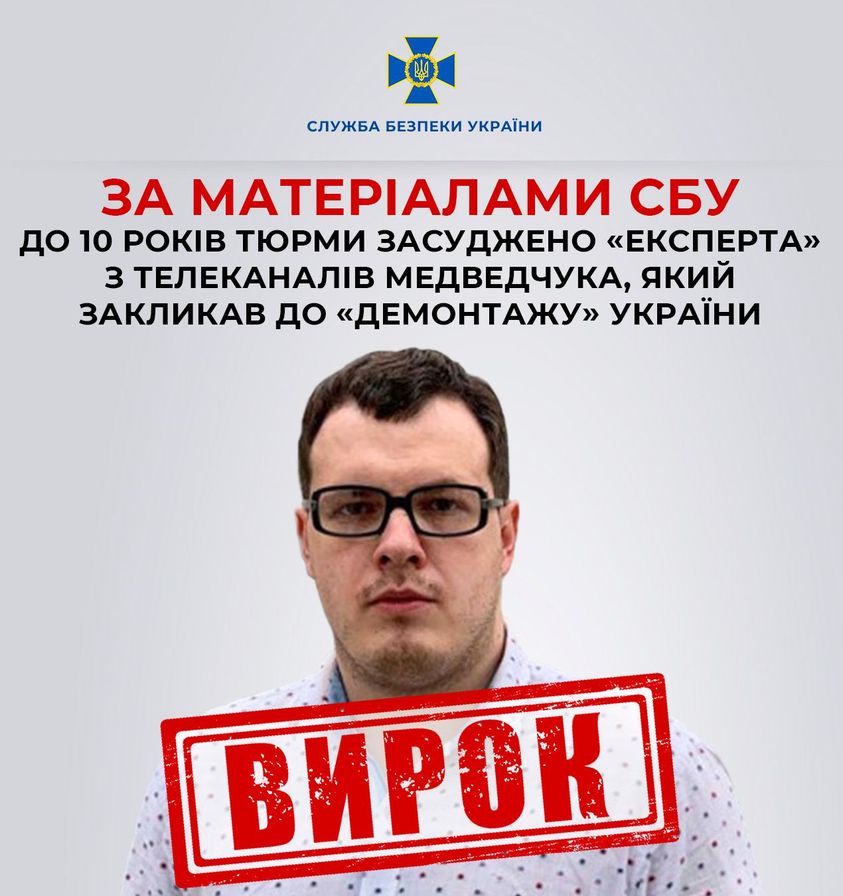 СЛУЖБА БЕЗПЕКИ УКРАЇНИ
ЗА МАТЕРІАЛАМИ СБУ
ДО 10 РОКІВ ТЮРМИ ЗАСУДЖЕНО «ЕКСПЕРТА»
З ТЕЛЕКАНАЛІВ МЕДВЕДЧУКА, ЯКИЙ
ЗАКЛИКАВ ДО «ДЕМОНТАЖУ» УКРАЇНИ
ВИРОК